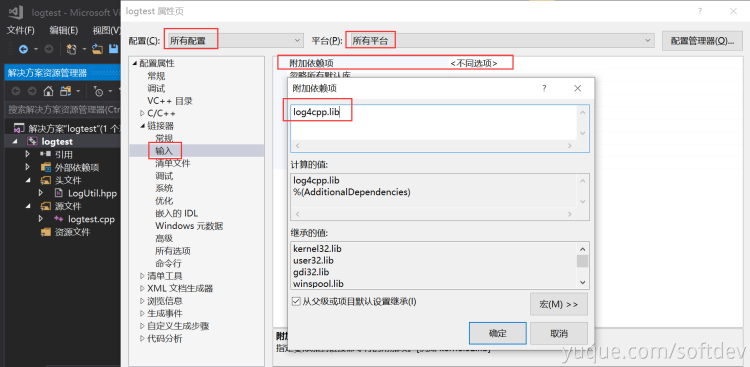 logtest - Microsoft Vi
文件(F) 编辑(E) 视图(V)
解决方案资源管理器
搜索解决方案资源管理器(Ctrl
解决方案"logtest"(1 个
logtest
引用
外部依赖项
头文件
LogUtil.hpp
源文件
logtest.cpp
资源文件
logtest 属性页
配置(C): 所有配置 平台(P): 所有平台 配置管理器(O)...
配置属性
常规
调试
VC++ 目录
C/C++
链接器
常规
输入
清单文件
调试
系统
优化
嵌入的 IDL
Windows 元数据
高级
所有选项
命令行
清单工具
XML 文档生成器
浏览信息
生成事件
自定义生成步骤
代码分析
附加依赖项 <不同选项>
忽略所有默认库
附加依赖项
log4cpp.lib
计算的值:
log4cpp.lib
%(AdditionalDependencies)
继承的值:
kernel32.lib
user32.lib
gdi32.lib
winspool.lib
从父级或项目默认设置继承(I)
宏(M) >>
确定 取消
yuque.com/softdev